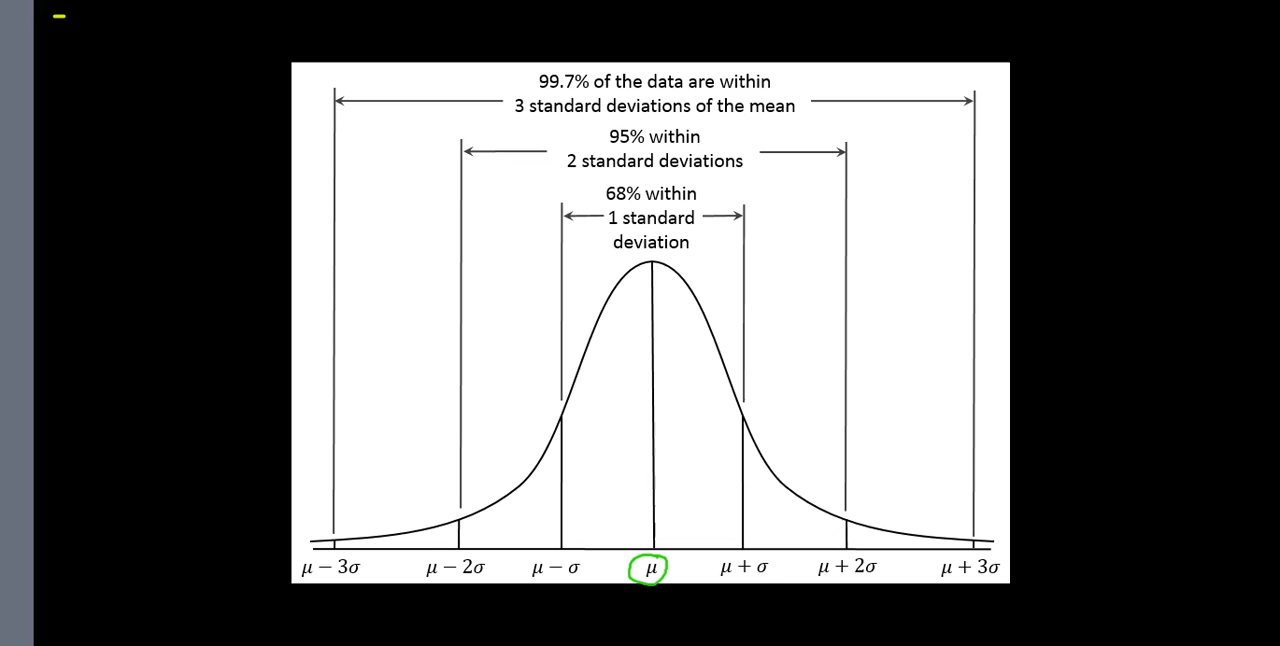 99.7% of the data are within
3 standard deviations of the mean
95% within
2 standard deviations
68% within
1 standard
deviation
μ − 3σ μ − 2σ μ − σ μ μ + σ μ + 2σ μ + 3σ